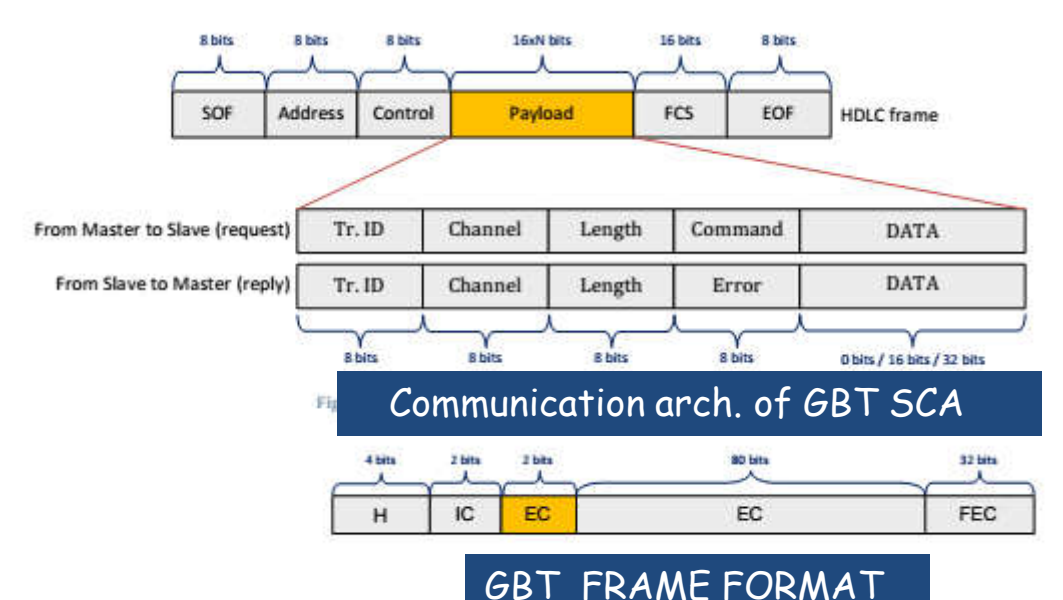 8 bits 8 bits 8 bits 16xN bits 16 bits 8 bits
SOF Address Control Payload FCS EOF HDLC frame
From Master to Slave (request) Tr. ID Channel Length Command DATA
From Slave to Master (reply) Tr. ID Channel Length Error DATA
8 bits 8 bits 8 bits 8 bits 0 bits / 16 bits / 32 bits
Communication arch. of GBT SCA
4 bits 2 bits 2 bits 80 bits 32 bits
H IC EC EC FEC
GBT FRAME FORMAT